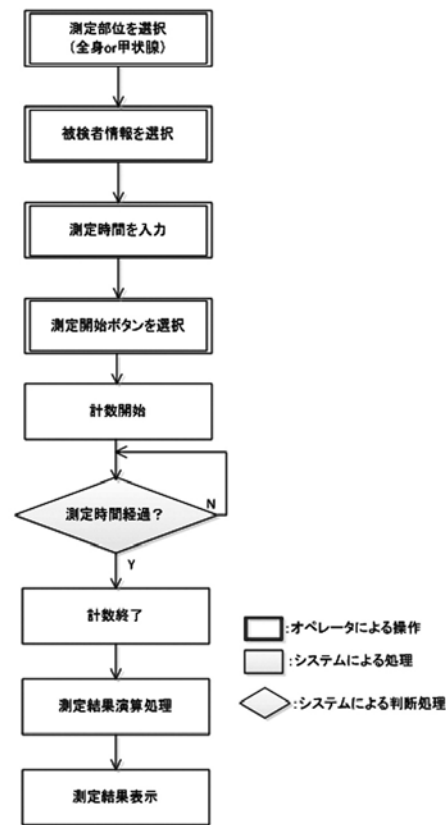 測定部位を選択
(全身or甲状腺)
被検者情報を選択
測定時間を入力
測定開始ボタンを選択
計数開始
測定時間経過？
N
Y
計数終了
測定結果演算処理
測定結果表示
:オペレータによる操作
:システムによる処理
:システムによる判断処理